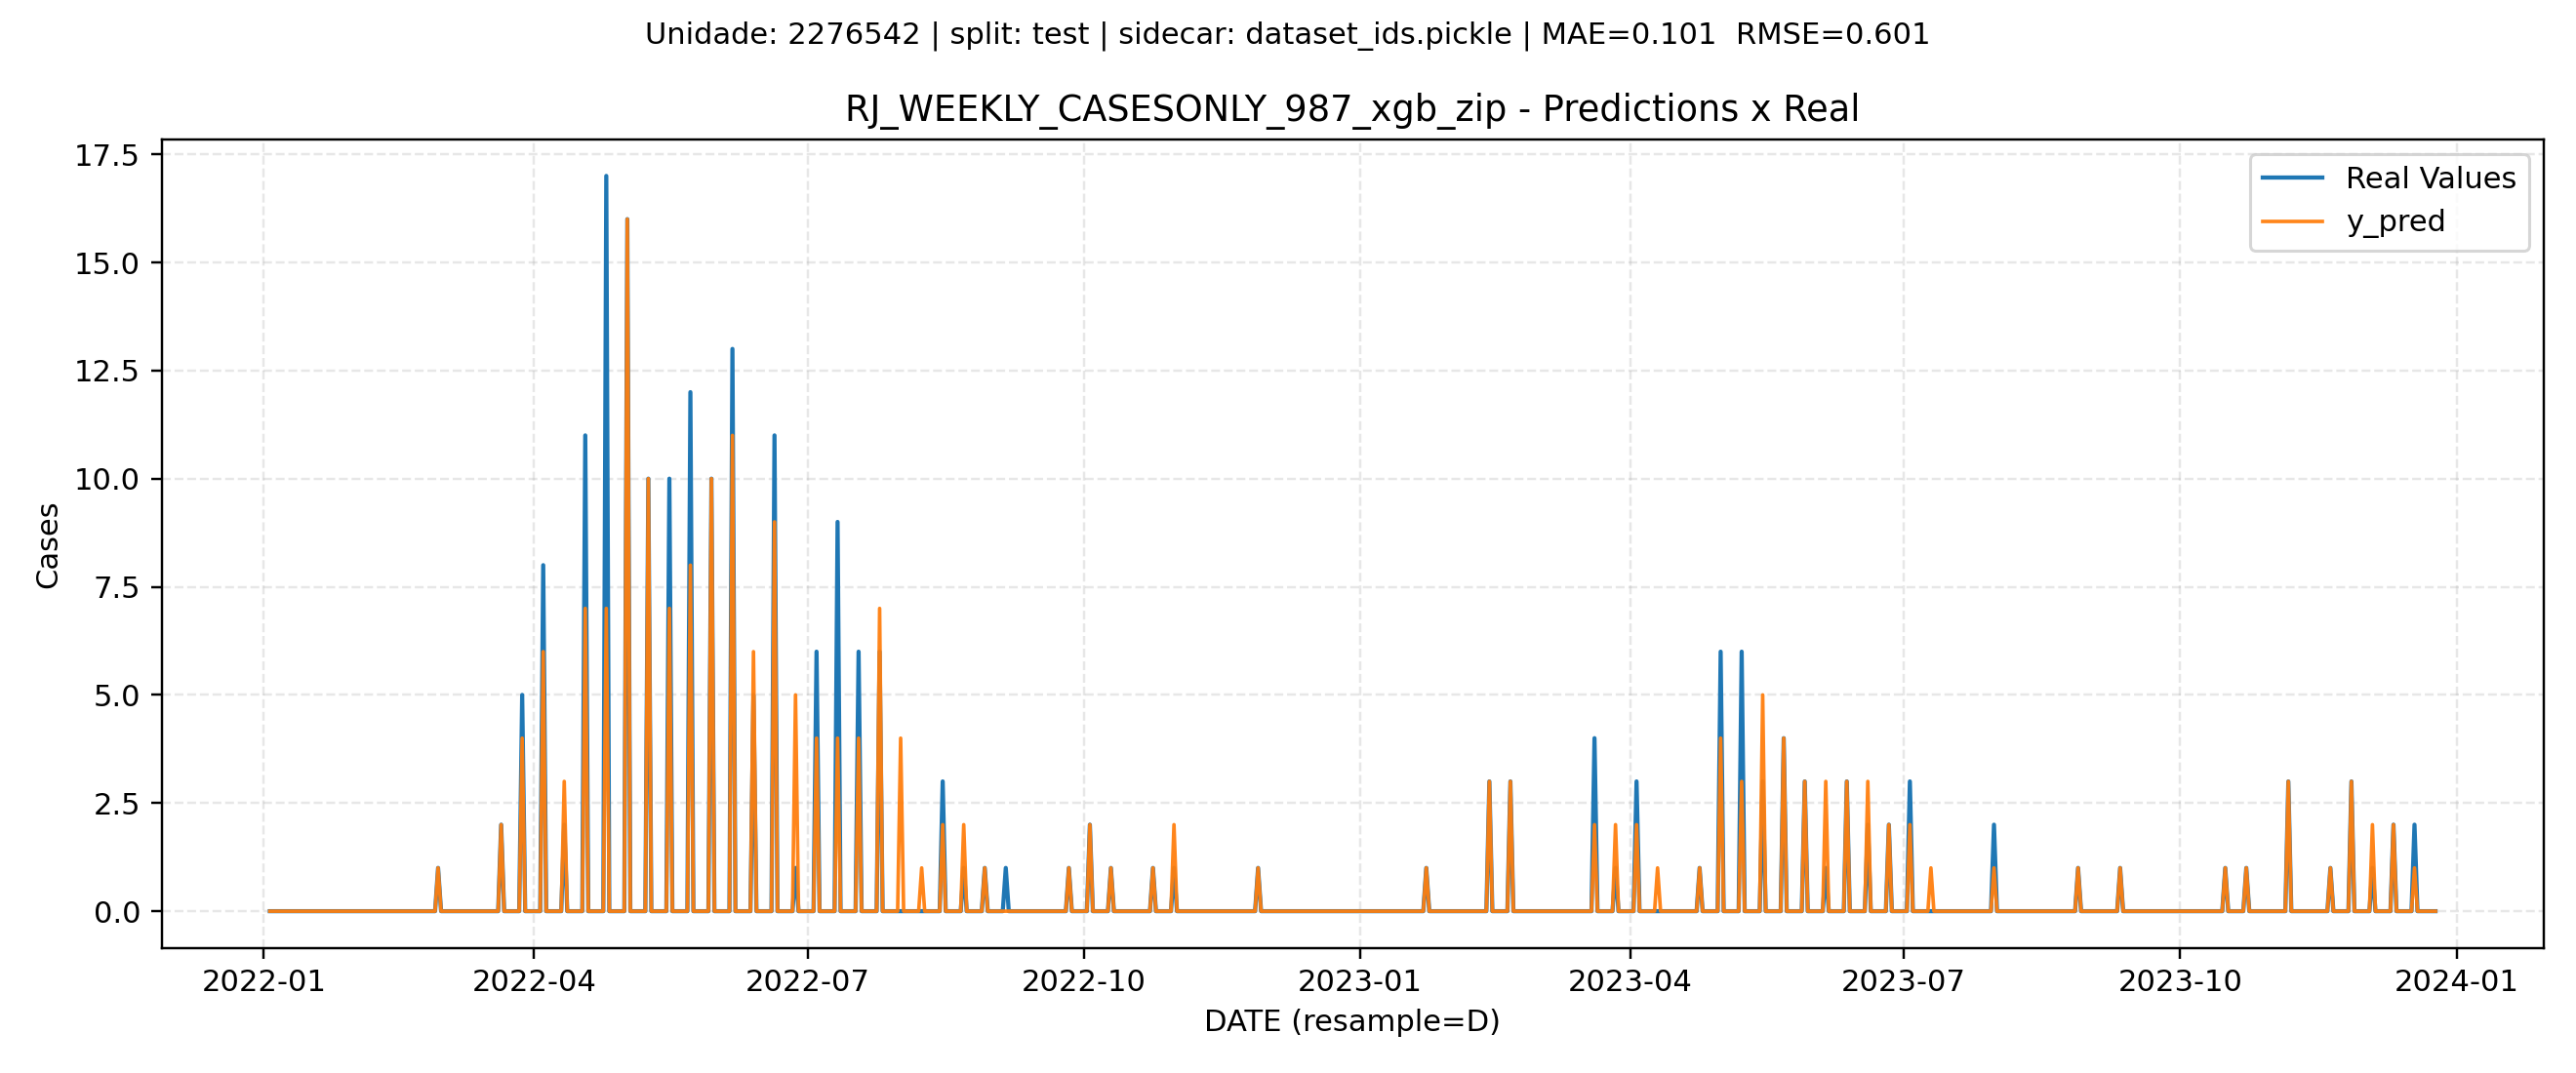 Unidade: 2276542 | split: test | sidecar: dataset_ids.pickle | MAE=0.101  RMSE=0.601
RJ_WEEKLY_CASESONLY_987_xgb_zip - Predictions x Real
Real Values
y_pred
17.5
15.0
12.5
10.0
7.5
5.0
2.5
0.0
Cases
2022-01 2022-04 2022-07 2022-10 2023-01 2023-04 2023-07 2023-10 2024-01
DATE (resample=D)